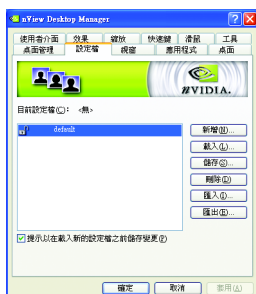 nView Desktop Manager
使用者介面 效果 縮放 快速鍵 滑鼠 工具
桌面管理 設定檔 視窗 應用程式 桌面
NVIDIA.
目前設定檔(C): <無>
default
新增(N)...
載入(L)...
儲存(S)...
刪除(D)
匯入(I)...
匯出(E)...
提示以在載入新的設定檔之前儲存變更(P)
確定 取消 套用(A)